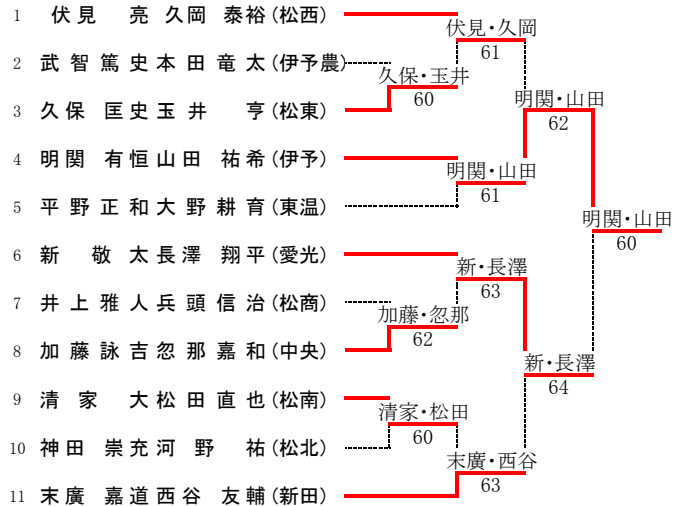 1 伏見 亮 久岡 泰裕 (松西)
伏見・久岡
61
2 武智篤史 本田竜太 (伊予農)
久保・玉井
60
明関・山田
62
3 久保 匡史 玉井 亨 (松東)
4 明関 有恒 山田 祐希 (伊予)
明関・山田
61
5 平野正和 大野耕育 (東温)
明関・山田
60
6 新 敬太 長澤 翔平 (愛光)
新・長澤
63
7 井上雅人 兵頭信治 (松商)
加藤・忽那
62
8 加藤詠吉 忽那嘉和 (中央)
新・長澤
64
9 清家 大 松田直也 (松南)
清家・松田
60
10 神田 崇充 河野 祐 (松北)
末廣・西谷
63
11 末廣 嘉道 西谷 友輔 (新田)